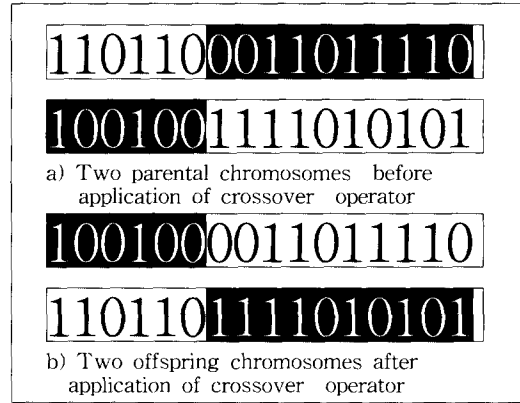 1101100011011110
1001001111010101
a) Two parental chromosomes before
application of crossover operator
1001000011011110
1101101111010101
b) Two offspring chromosomes after
application of crossover operator